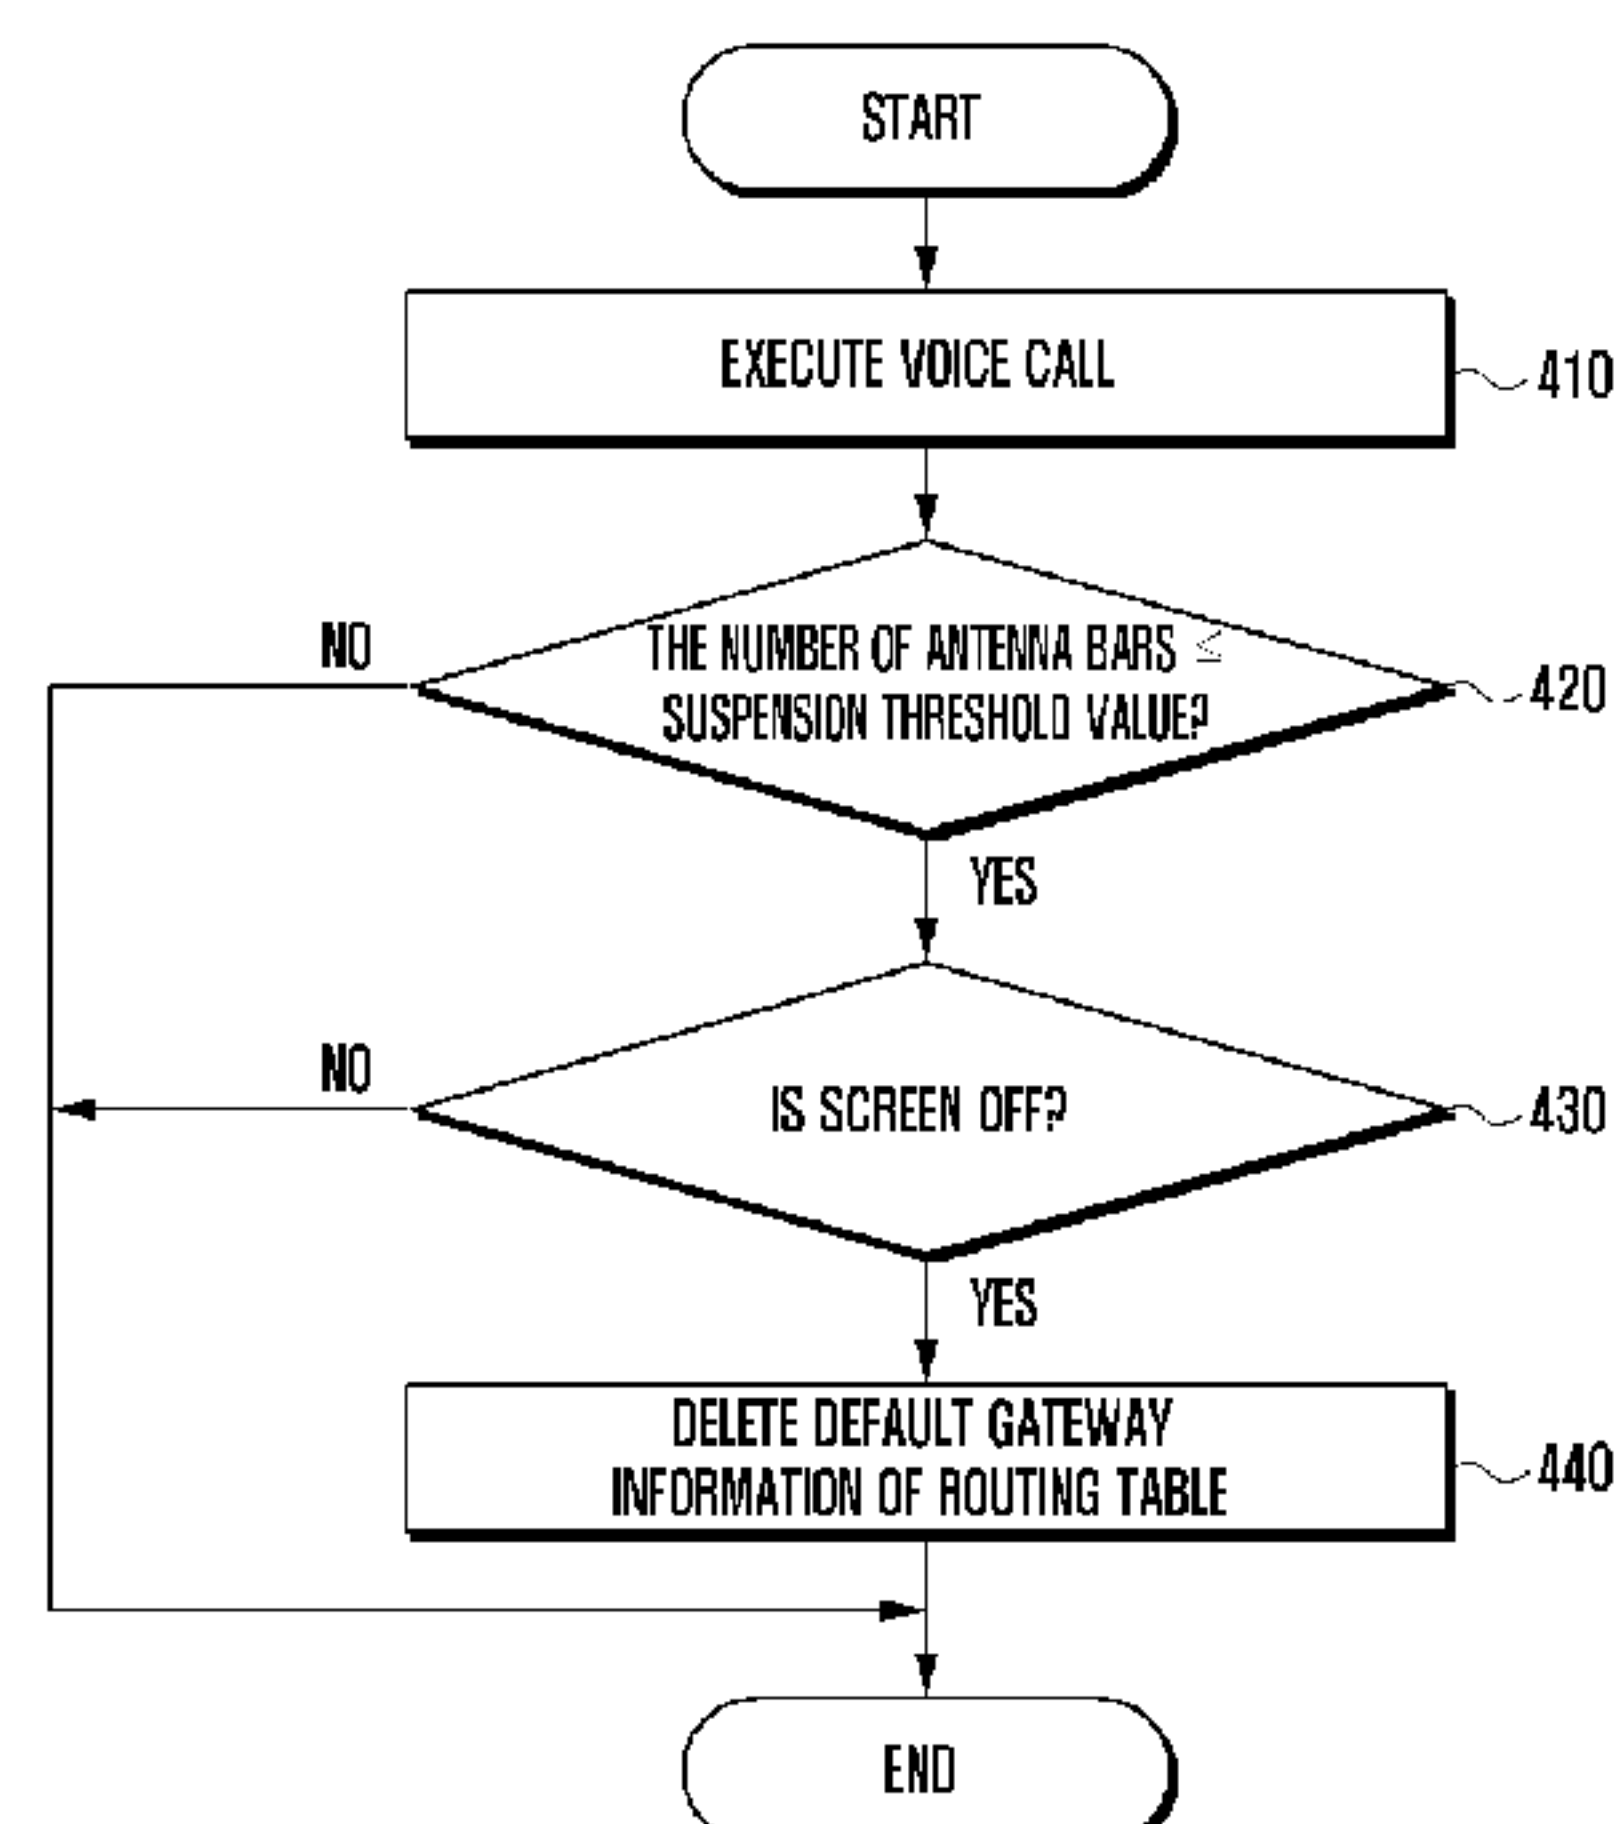 START
EXECUTE VOICE CALL
410
NO
THE NUMBER OF ANTENNA BARS ≤
SUSPENSION THRESHOLD VALUE?
420
YES
NO
IS SCREEN OFF?
430
YES
DELETE DEFAULT GATEWAY
INFORMATION OF ROUTING TABLE
440
END